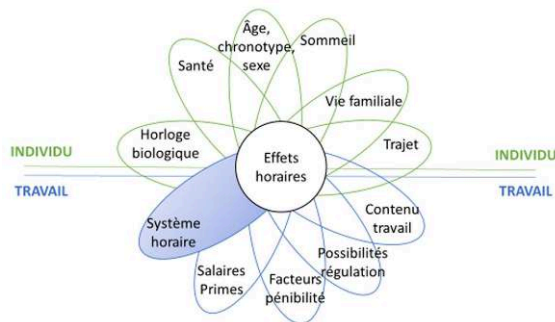 Âge,
chronotype,
sexe
Sommeil
Santé
Vie familiale
Horloge
biologique
Effets
horaires
Trajet
INDIVIDU
INDIVIDU
TRAVAIL
TRAVAIL
Système
horaire
Contenu
travail
Salaires
Primes
Facteurs
pénibilité
Possibilités
régulation